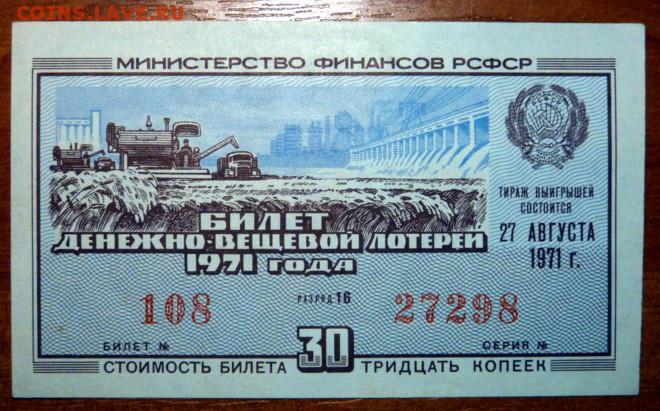 COINS.LAVE.RU
МИНИСТЕРСТВО ФИНАНСОВ РСФСР
ТИРАЖ ВЫИГРЫШЕЙ
СОСТОИТСЯ
27 АВГУСТА
1971 г.
БИЛЕТ
ДЕНЕЖНО-ВЕЩЕВОЙ ЛОТЕРЕИ
1971 ГОДА
108 РАЗРЯД 16 27298
БИЛЕТ № СЕРИЯ №
СТОИМОСТЬ БИЛЕТА 30 ТРИДЦАТЬ КОПЕЕК